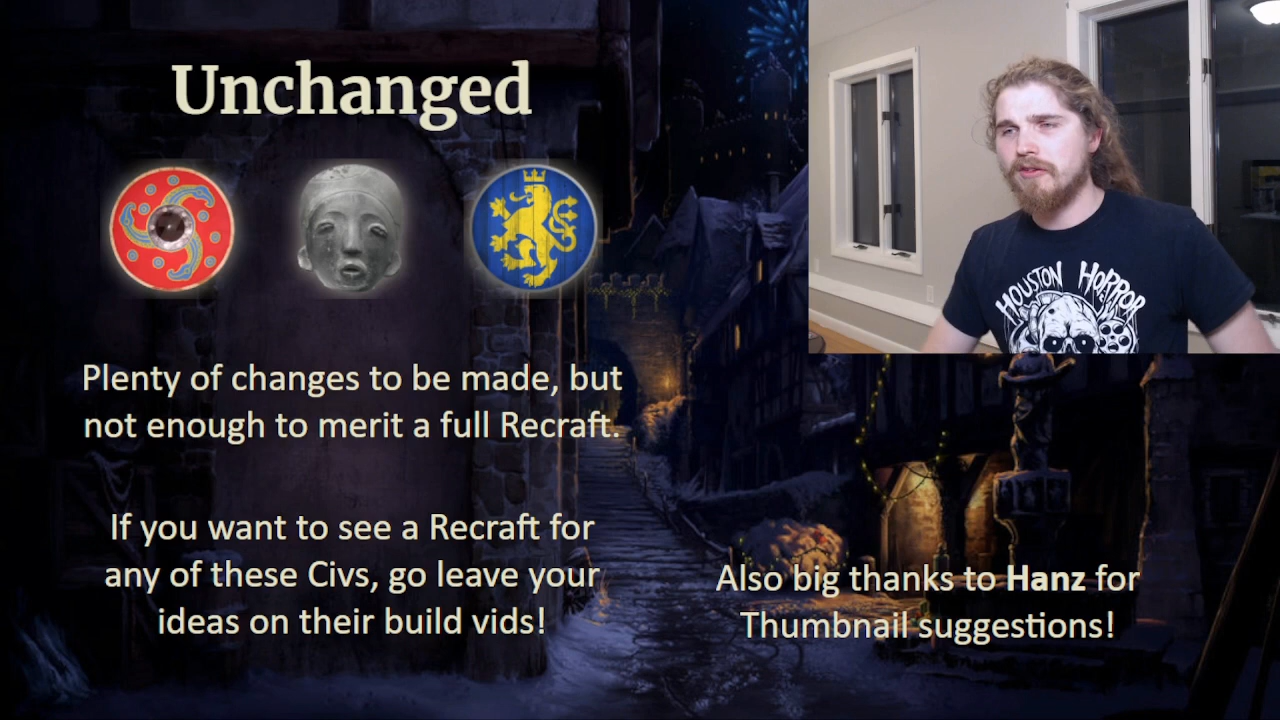 Unchanged
Plenty of changes to be made, but
not enough to merit a full Recraft.
If you want to see a Recraft for
any of these Civs, go leave your
ideas on their build vids!
HOUSTON HORROR
Also big thanks to Hanz for
Thumbnail suggestions!